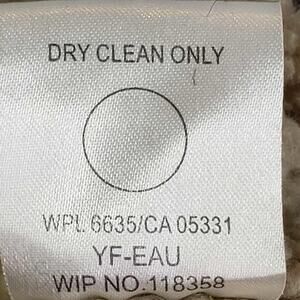 DRY CLEAN ONLY
WPL 6635/CA 05331
YF-EAU
WIP NO.118358